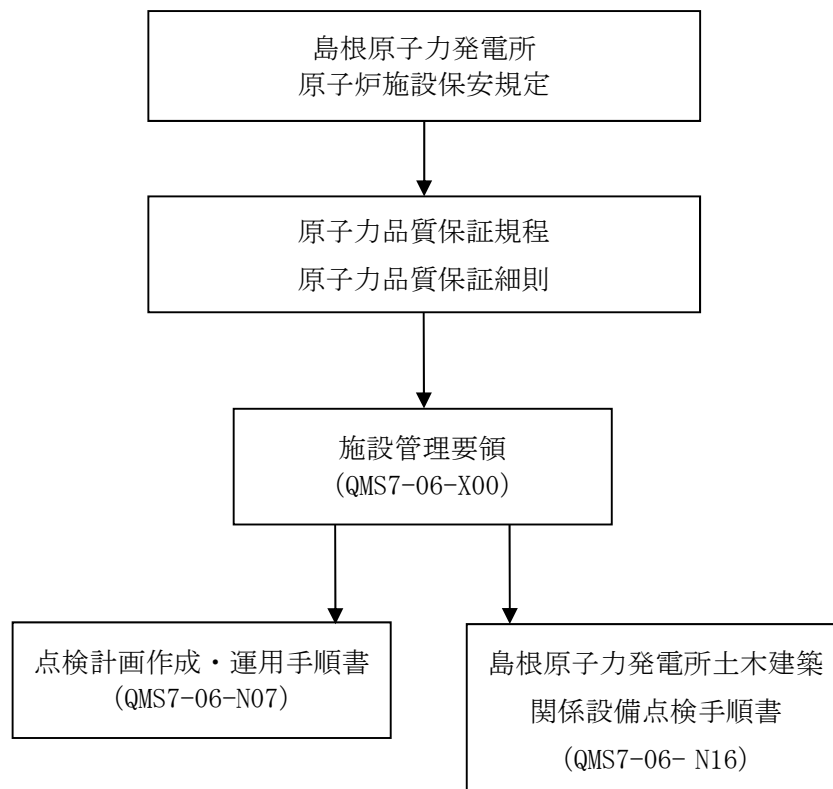 島根原子力発電所
原子炉施設保安規定
原子力品質保証規程
原子力品質保証細則
施設管理要領
(QMS7-06-X00)
点検計画作成・運用手順書
(QMS7-06-N07)
島根原子力発電所土木建築
関係設備点検手順書
(QMS7-06- N16)